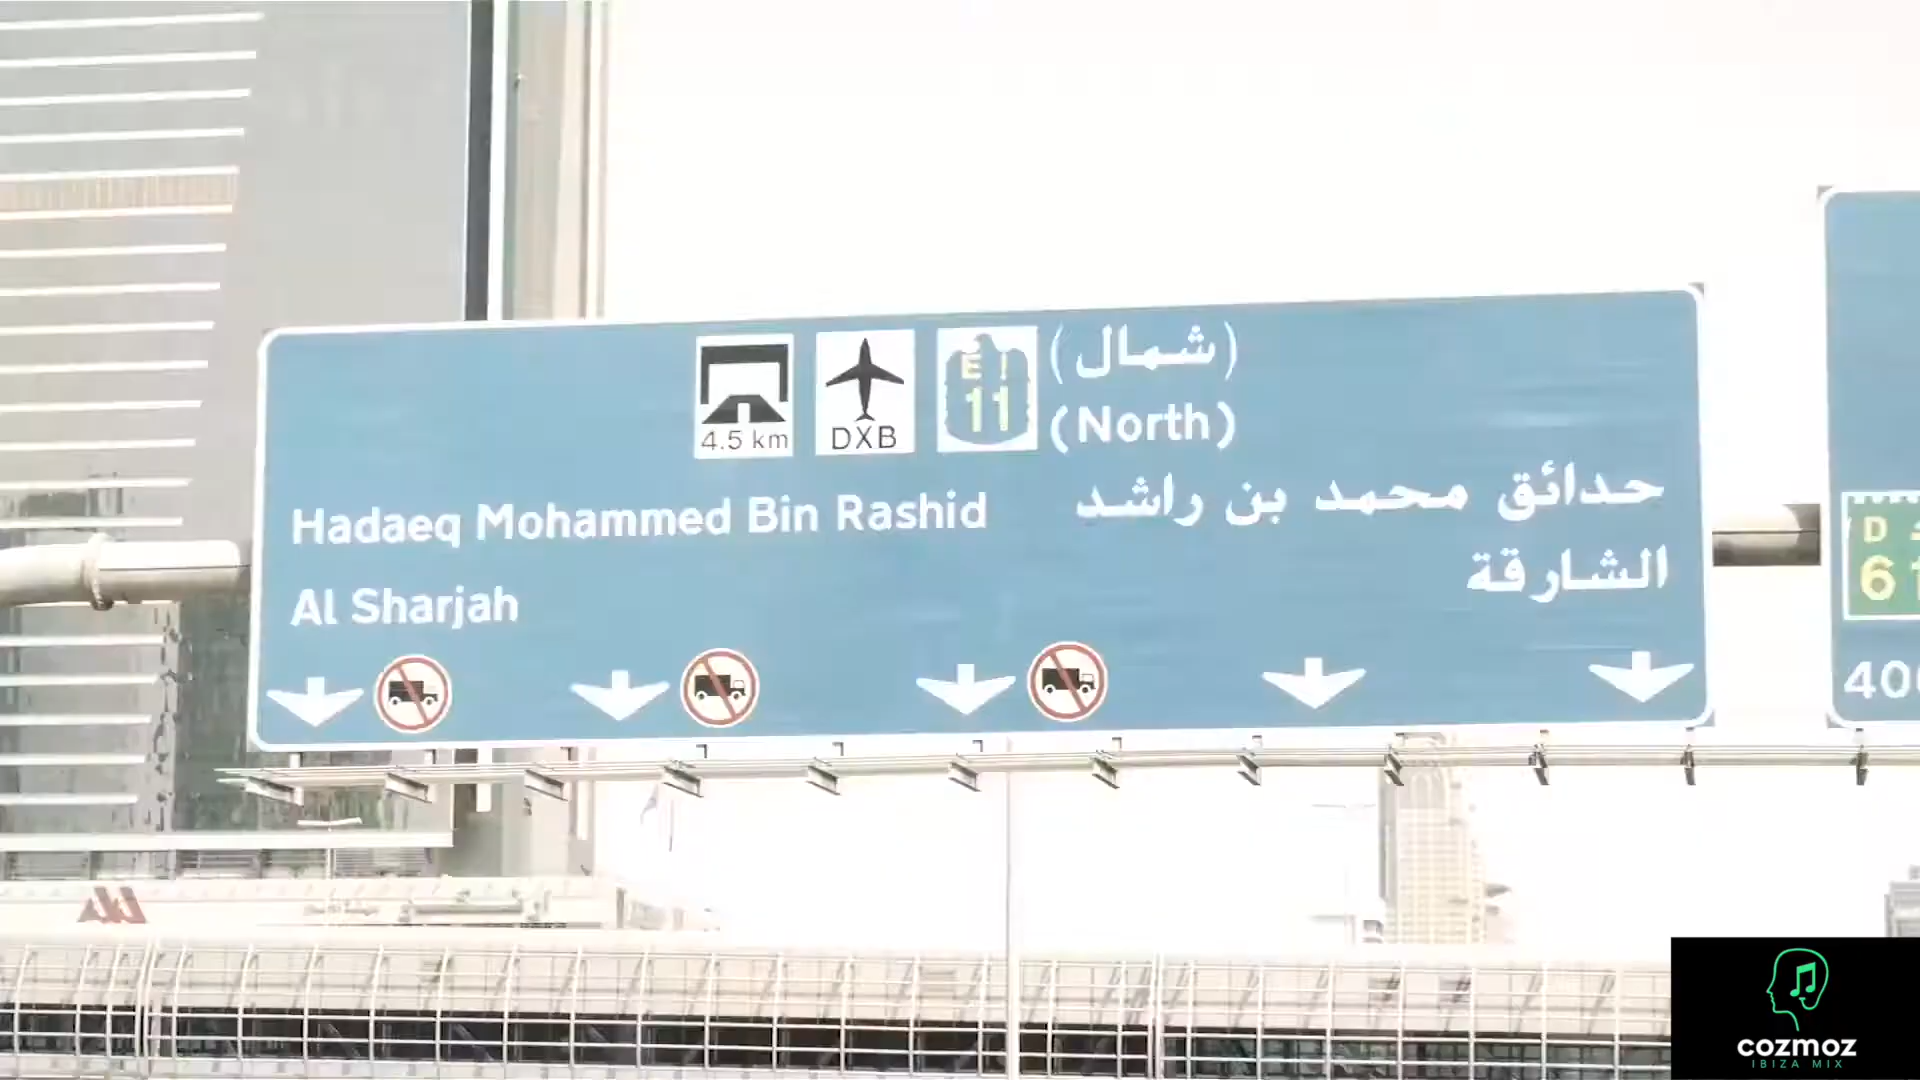 4.5 km
DXB
E إ
11
(شمال)
(North)
Hadaeq Mohammed Bin Rashid
حدائق محمد بن راشد
Al Sharjah
الشارقة
D د
cozmoz
IBIZA MIX